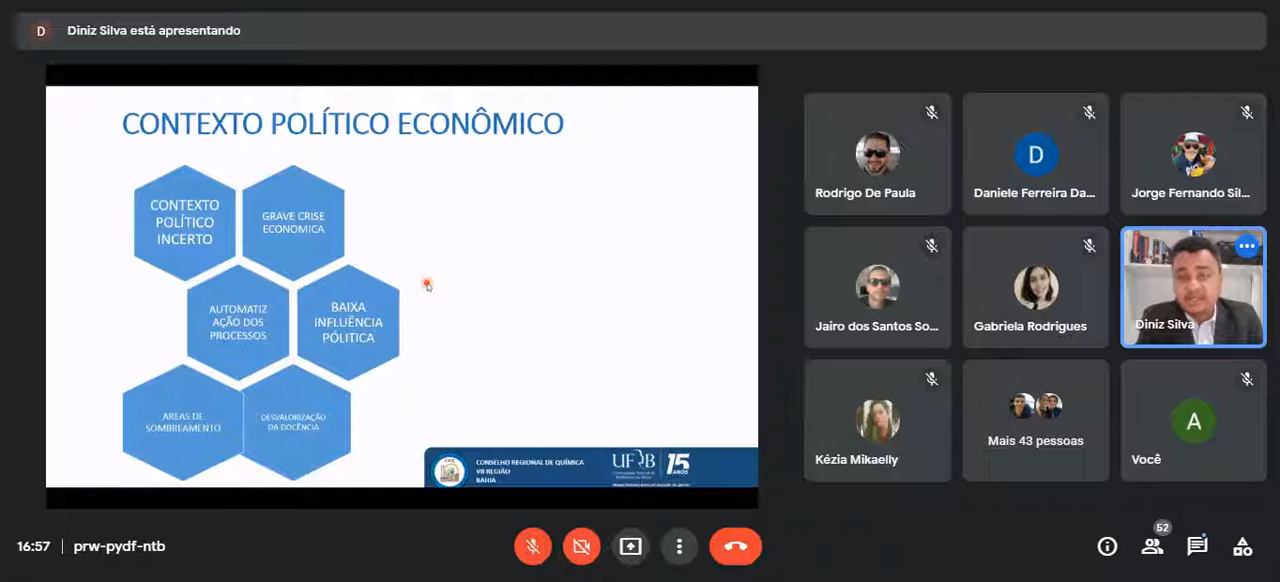 D
Diniz Silva está apresentando
CONTEXTO POLÍTICO ECONÔMICO
CONTEXTO
POLÍTICO
INCERTO
GRAVE CRISE
ECONOMICA
AUTOMATIZ
AÇÃO DOS
PROCESSOS
BAIXA
INFLUÊNCIA
PÓLITICA
AREAS DE
SOMBREAMENTO
DESVALORIZAÇÃO
DA DOCÊNCIA
CONSELHO REGIONAL DE QUÍMICA
VII REGIÃO
BAHIA
UFRB
15
ANOS
Rodrigo De Paula
D
Daniele Ferreira Da...
Jorge Fernando Sil...
Jairo dos Santos So...
Gabriela Rodrigues
Diniz Silva
Kézia Mikaelly
Mais 43 pessoas
A
Você
16:57
prw-pydf-ntb
52